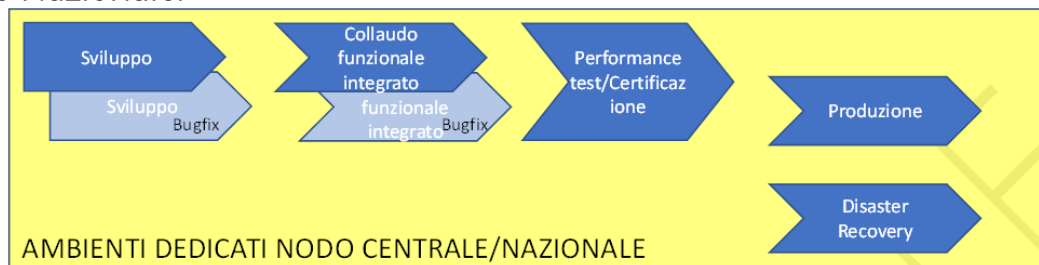 Sviluppo
Sviluppo
Bugfix
Collaudo
funzionale
integrato
funzionale
integrato
Bugfix
Performance
test/Certificaz
ione
Produzione
Disaster
Recovery
AMBIENTI DEDICATI NODO CENTRALE/NAZIONALE